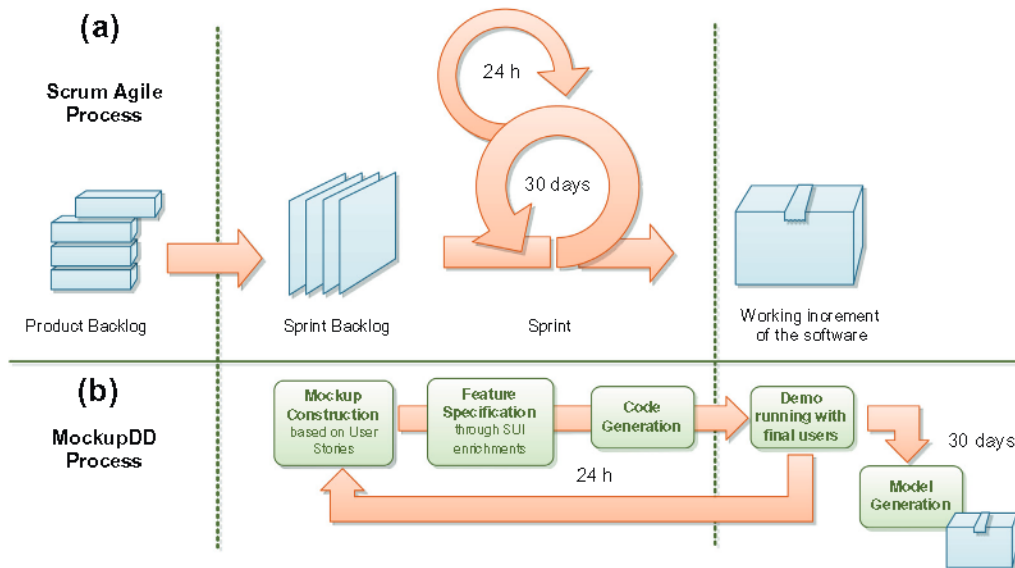 (a)
Scrum Agile
Process
24 h
30 days
Product Backlog
Sprint Backlog
Sprint
Working increment
of the software
(b)
MockupDD
Process
Mockup
Construction
based on User
Stories
Feature
Specification
through SUI
enrichments
Code
Generation
Demo
running with
final users
24 h
30 days
Model
Generation